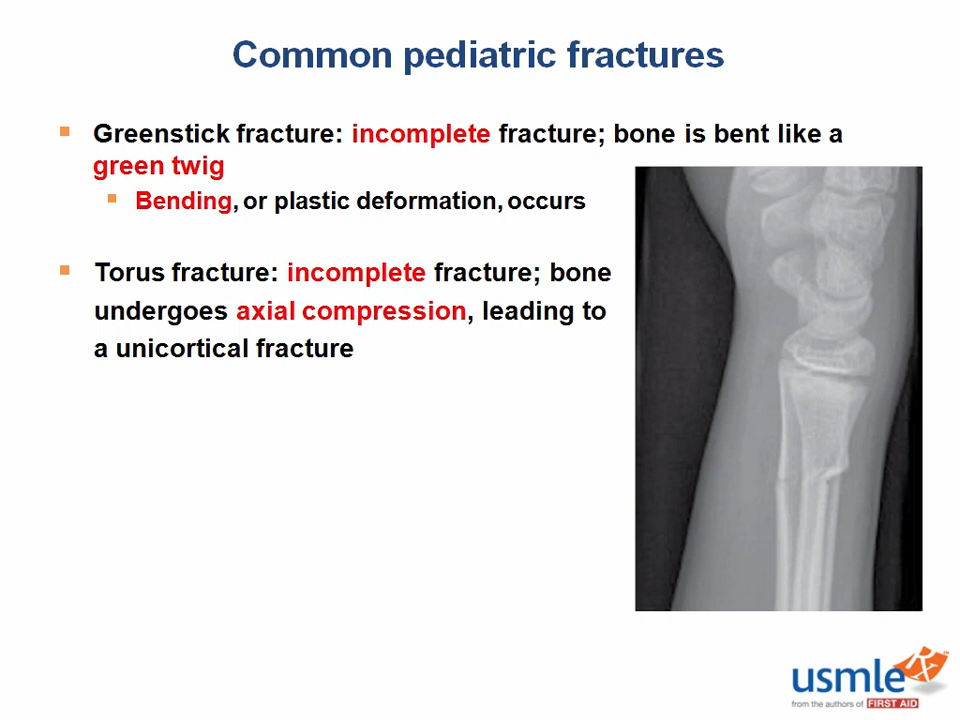 Common pediatric fractures
Greenstick fracture: incomplete fracture; bone is bent like a
green twig
Bending, or plastic deformation, occurs
Torus fracture: incomplete fracture; bone
undergoes axial compression, leading to
a unicortical fracture
usmle Rx™
from the authors of FIRST AID